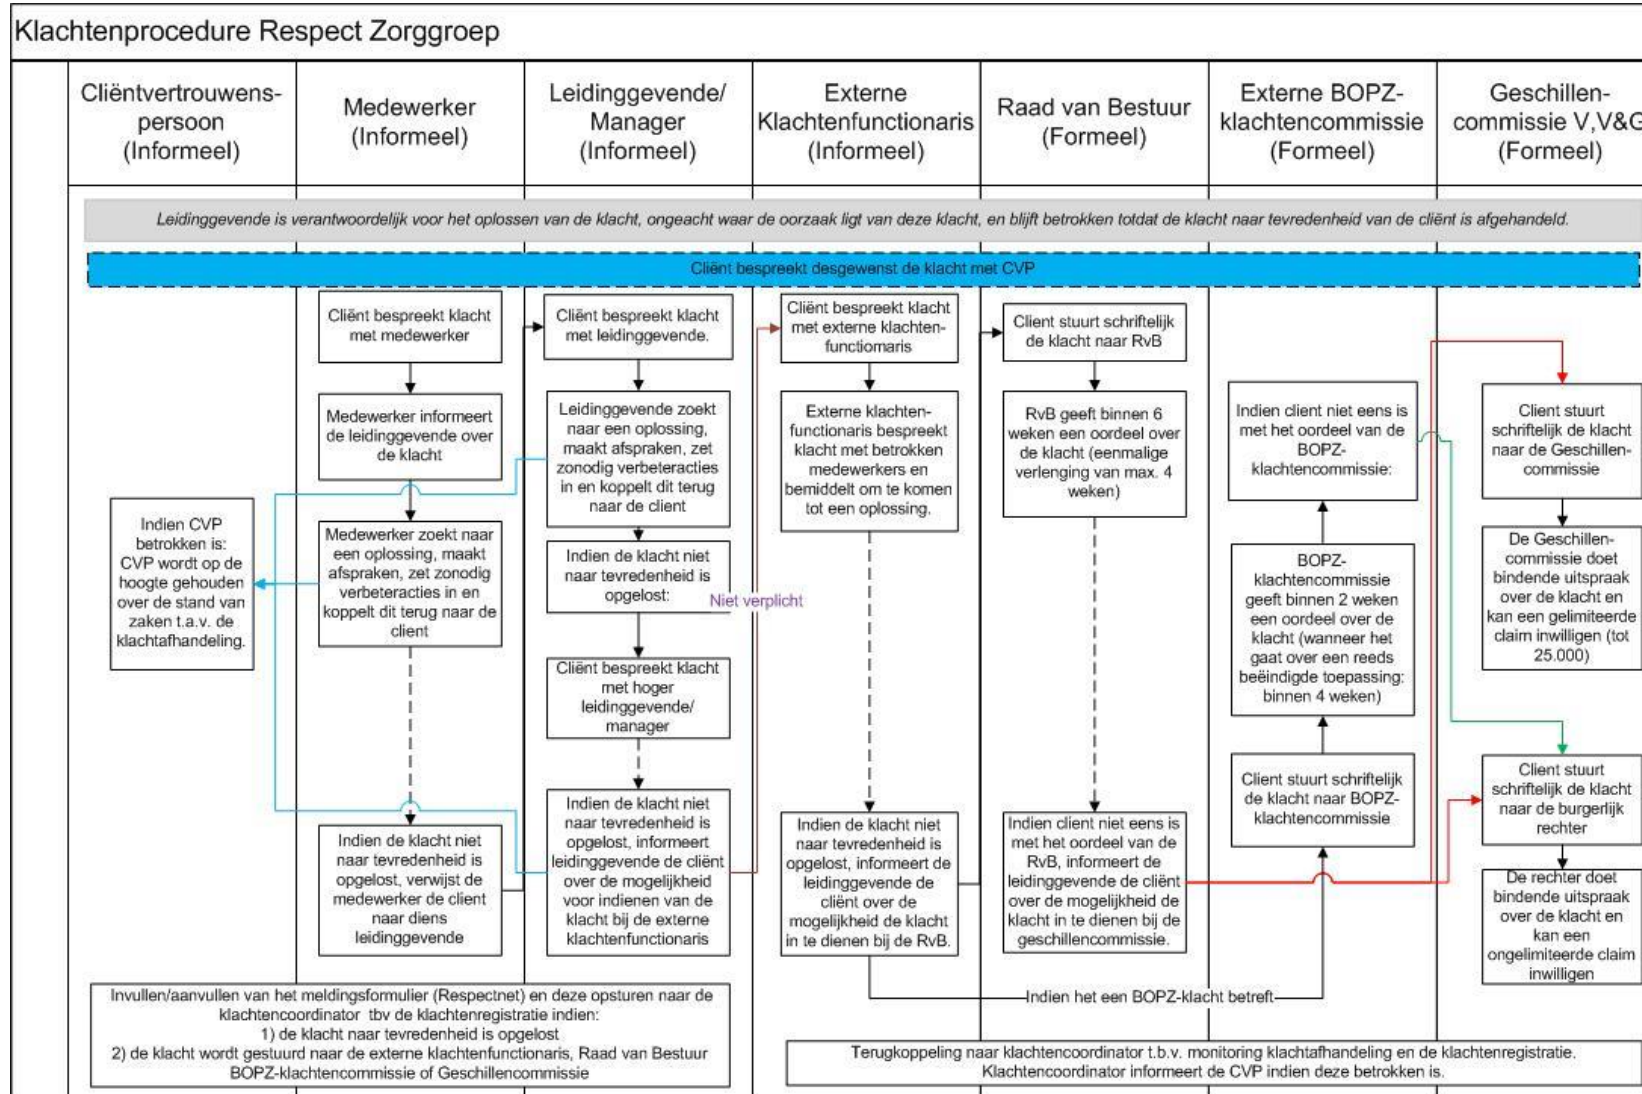 Klachtenprocedure Respect Zorggroep
Cliëntvertrouwens-
persoon
(Informeel)
Medewerker
(Informeel)
Leidinggevende/
Manager
(Informeel)
Externe
Klachtenfunctionaris
(Informeel)
Raad van Bestuur
(Formeel)
Externe BOPZ-
klachtencommissie
(Formeel)
Geschillen-
commissie V,V&G
(Formeel)
Leidinggevende is verantwoordelijk voor het oplossen van de klacht, ongeacht waar de oorzaak ligt van deze klacht, en blijft betrokken totdat de klacht naar tevredenheid van de cliënt is afgehandeld.
Cliënt bespreekt desgewenst de klacht met CVP
Indien CVP
betrokken is:
CVP wordt op de
hoogte gehouden
over de stand van
zaken t.a.v. de
klachtafhandeling.
Cliënt bespreekt klacht
met medewerker
Medewerker informeert
de leidinggevende over
de klacht
Medewerker zoekt naar
een oplossing, maakt
afspraken, zet zonodig
verbeteracties in en
koppelt dit terug naar de
client
Indien de klacht niet
naar tevredenheid is
opgelost, verwijst de
medewerker de client
naar diens
leidinggevende
Cliënt bespreekt klacht
met leidinggevende.
Leidinggevende zoekt
naar een oplossing,
maakt afspraken, zet
zonodig verbeteracties
in en koppelt dit terug
naar de client
Indien de klacht niet
naar tevredenheid is
opgelost:
Cliënt bespreekt klacht
met hoger
leidinggevende/
manager
Indien de klacht niet
naar tevredenheid is
opgelost, informeert
leidinggevende de cliënt
over de mogelijkheid
voor indienen van de
klacht bij de externe
klachtenfunctionaris
Niet verplicht
Cliënt bespreekt klacht
met externe klachten-
functiomaris
Externe klachten-
functionaris bespreekt
klacht met betrokken
medewerkers en
bemiddelt om te komen
tot een oplossing.
Indien de klacht niet
naar tevredenheid is
opgelost, informeert de
leidinggevende de
cliënt over de
mogelijkheid de klacht
in te dienen bij de RvB.
Client stuurt schriftelijk
de klacht naar RvB
RvB geeft binnen 6
weken een oordeel over
de klacht (eenmalige
verlenging van max. 4
weken)
Indien client niet eens is
met het oordeel van de
RvB, informeert de
leidinggevende de cliënt
over de mogelijkheid de
klacht in te dienen bij de
geschillencommissie.
Indien client niet eens is
met het oordeel van de
BOPZ-
klachtencommissie:
BOPZ-
klachtencommissie
geeft binnen 2 weken
een oordeel over de
klacht (wanneer het
gaat over een reeds
beëindigde toepassing:
binnen 4 weken)
Client stuurt schriftelijk
de klacht naar BOPZ-
klachtencommissie
Indien het een BOPZ-klacht betreft
Client stuurt
schriftelijk de klacht
naar de Geschillen-
commissie
De Geschillen-
commissie doet
bindende uitspraak
over de klacht en
kan een gelimiteerde
claim inwilligen (tot
25.000)
Client stuurt
schriftelijk de klacht
naar de burgerlijk
rechter
De rechter doet
bindende uitspraak
over de klacht en
kan een
ongelimiteerde claim
inwilligen
Invullen/aanvullen van het meldingsformulier (Respectnet) en deze opsturen naar de
klachtencoordinator tbv de klachtenregistratie indien:
1) de klacht naar tevredenheid is opgelost
2) de klacht wordt gestuurd naar de externe klachtenfunctionaris, Raad van Bestuur
BOPZ-klachtencommissie of Geschillencommissie
Terugkoppeling naar klachtencoordinator t.b.v. monitoring klachtafhandeling en de klachtenregistratie.
Klachtencoordinator informeert de CVP indien deze betrokken is.